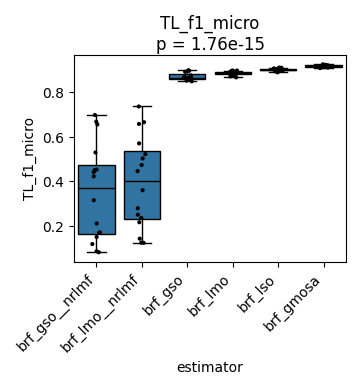 TL_f1_micro
p = 1.76e-15
TL_f1_micro
0.8
0.6
0.4
0.2
brf_gso__nrlmf
brf_lmo__nrlmf
brf_gso
brf_lmo
brf_lso
brf_gmosa
estimator